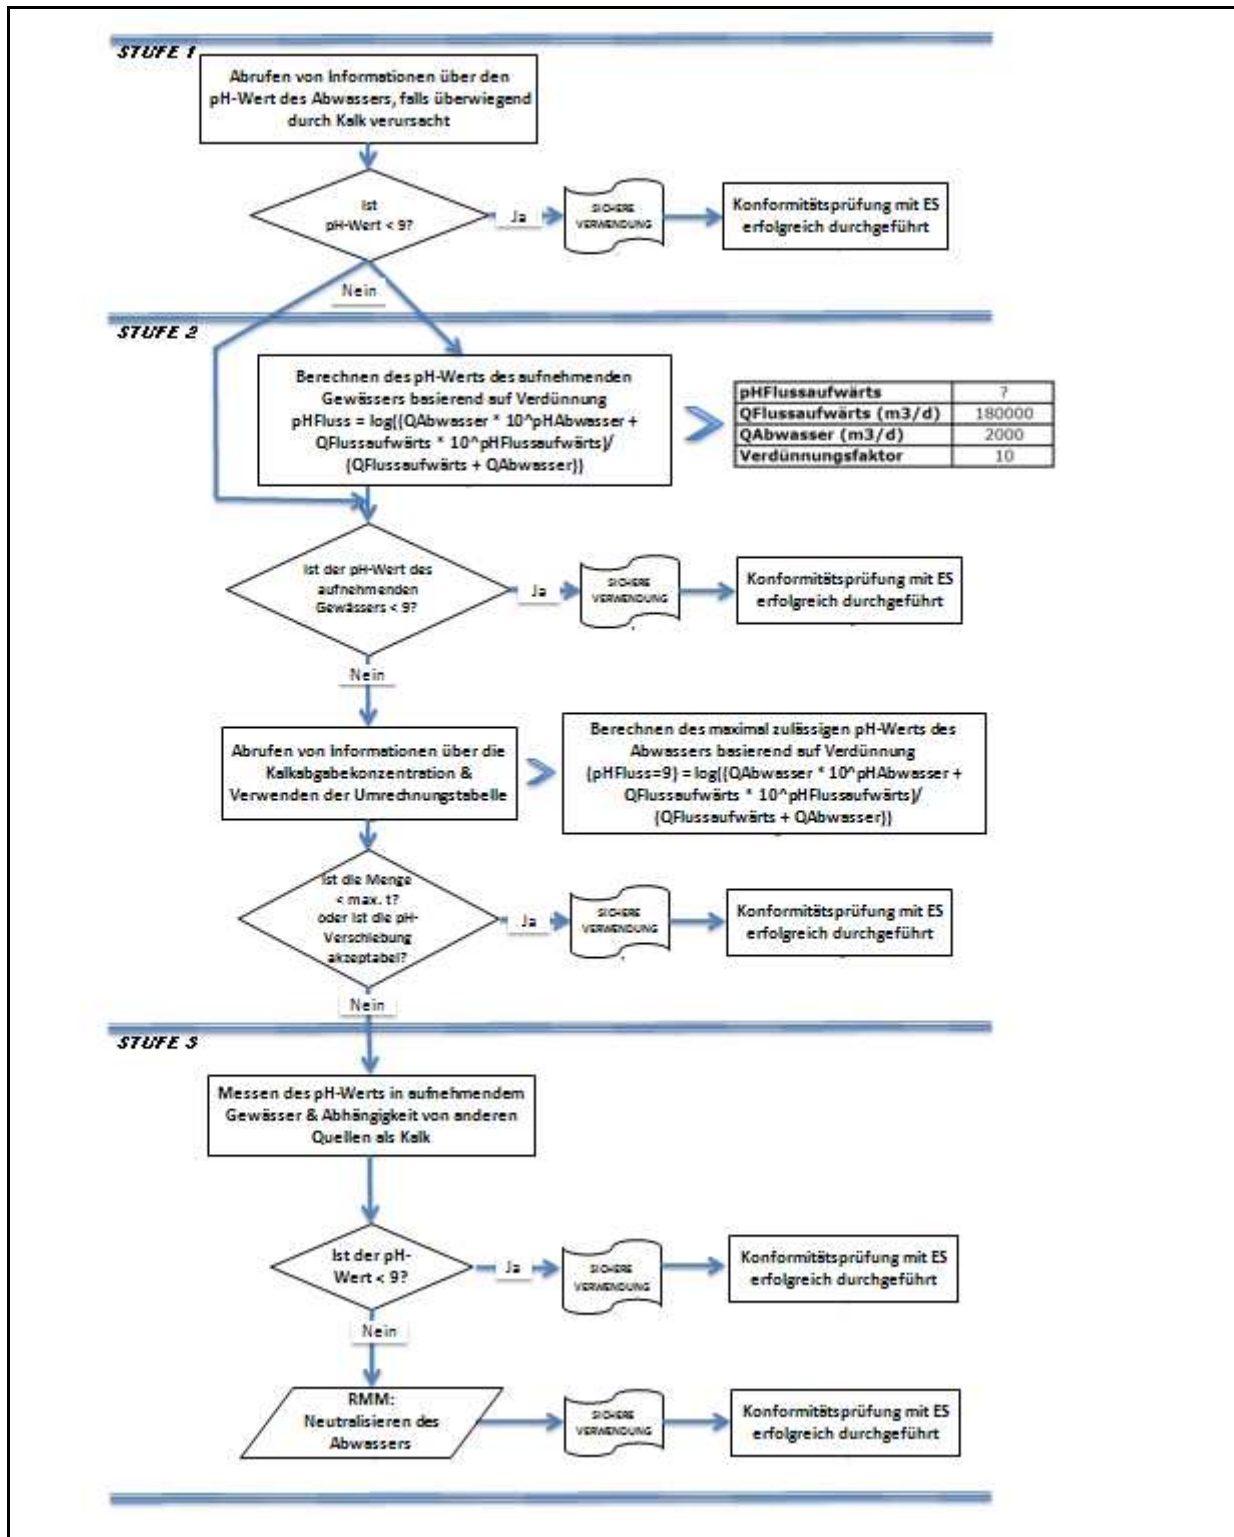 STUFE 1
Abrufen von Informationen über den
pH-Wert des Abwassers, falls überwiegend
durch Kalk verursacht
Ist
pH-Wert < 9?
Ja
SICHERE
VERWENDUNG
Konformitätsprüfung mit ES
erfolgreich durchgeführt
Nein
STUFE 2
Berechnen des pH-Werts des aufnehmenden
Gewässers basierend auf Verdünnung
pHFluss = log((QAbwasser * 10^pHAbwasser +
QFlussaufwärts * 10^pHFlussaufwärts)/
(QFlussaufwärts + QAbwasser))
pHFlussaufwärts ?
QFlussaufwärts (m3/d) 180000
QAbwasser (m3/d) 2000
Verdünnungsfaktor 10
Ist der pH-Wert des
aufnehmenden
Gewässers < 9?
Ja
SICHERE
VERWENDUNG
Konformitätsprüfung mit ES
erfolgreich durchgeführt
Nein
Abrufen von Informationen über die
Kalkabgabekonzentration &
Verwenden der Umrechnungstabelle
Berechnen des maximal zulässigen pH-Werts des
Abwassers basierend auf Verdünnung
(pHFluss=9) = log((QAbwasser * 10^pHAbwasser +
QFlussaufwärts * 10^pHFlussaufwärts)/
(QFlussaufwärts + QAbwasser))
Ist die Menge
< max. t?
oder ist die pH-
Verschiebung
akzeptabel?
Ja
SICHERE
VERWENDUNG
Konformitätsprüfung mit ES
erfolgreich durchgeführt
Nein
STUFE 3
Messen des pH-Werts in aufnehmendem
Gewässer & Abhängigkeit von anderen
Quellen als Kalk
Ist der pH-
Wert < 9?
Ja
SICHERE
VERWENDUNG
Konformitätsprüfung mit ES
erfolgreich durchgeführt
Nein
RMM:
Neutralisieren des
Abwassers
SICHERE
VERWENDUNG
Konformitätsprüfung mit ES
erfolgreich durchgeführt